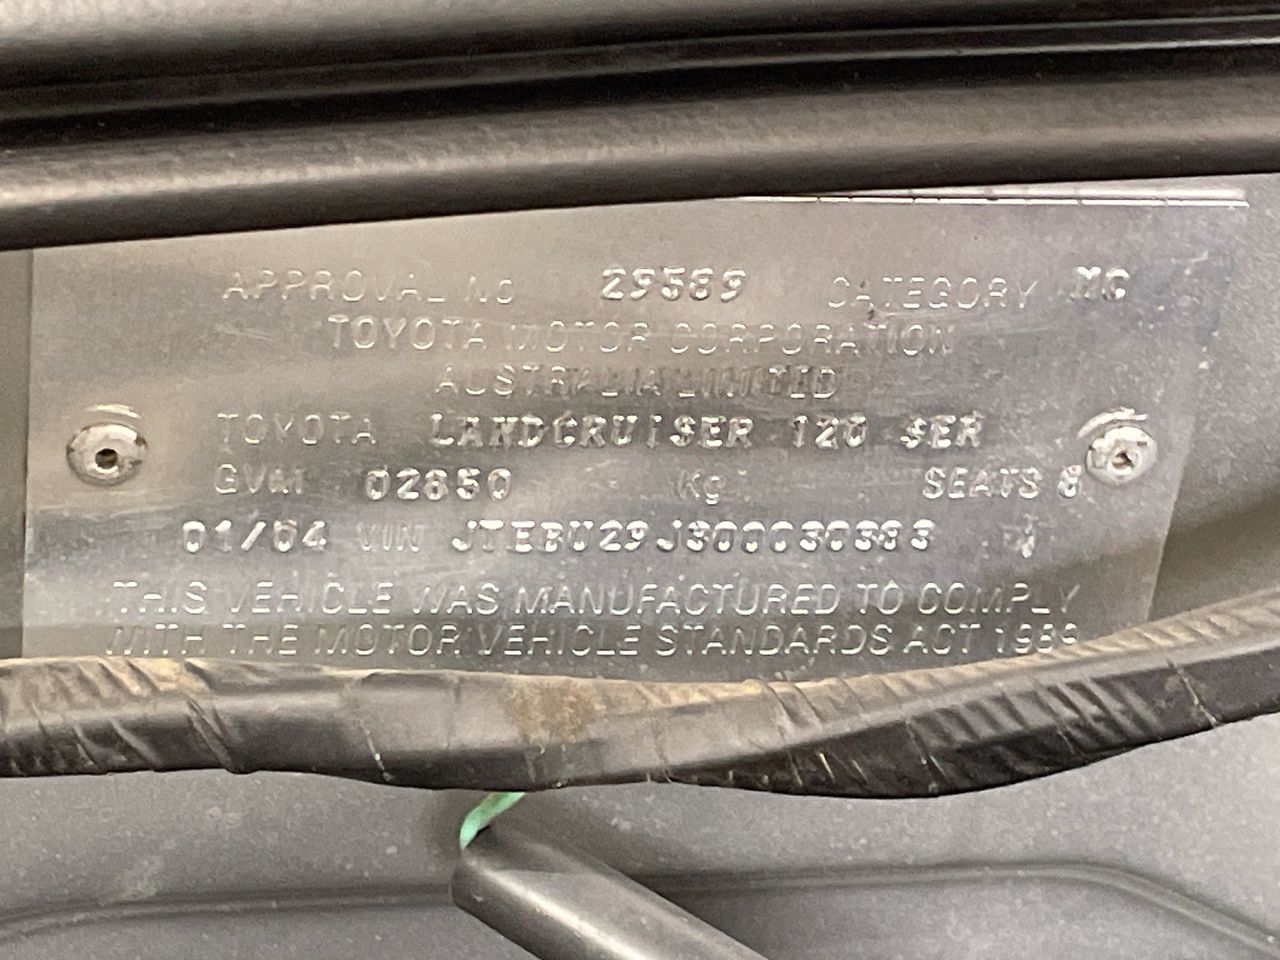 APPROVAL NO 29589 CATEGORY MC
TOYOTA MOTOR CORPORATION
AUSTRALIA LIMITED
TOYOTA LANDCRUISER 120 SER
GVM 02850 Kg SEATS 8
01/04 VIN JTEBU29J300030383
THIS VEHICLE WAS MANUFACTURED TO COMPLY
WITH THE MOTOR VEHICLE STANDARDS ACT 1989